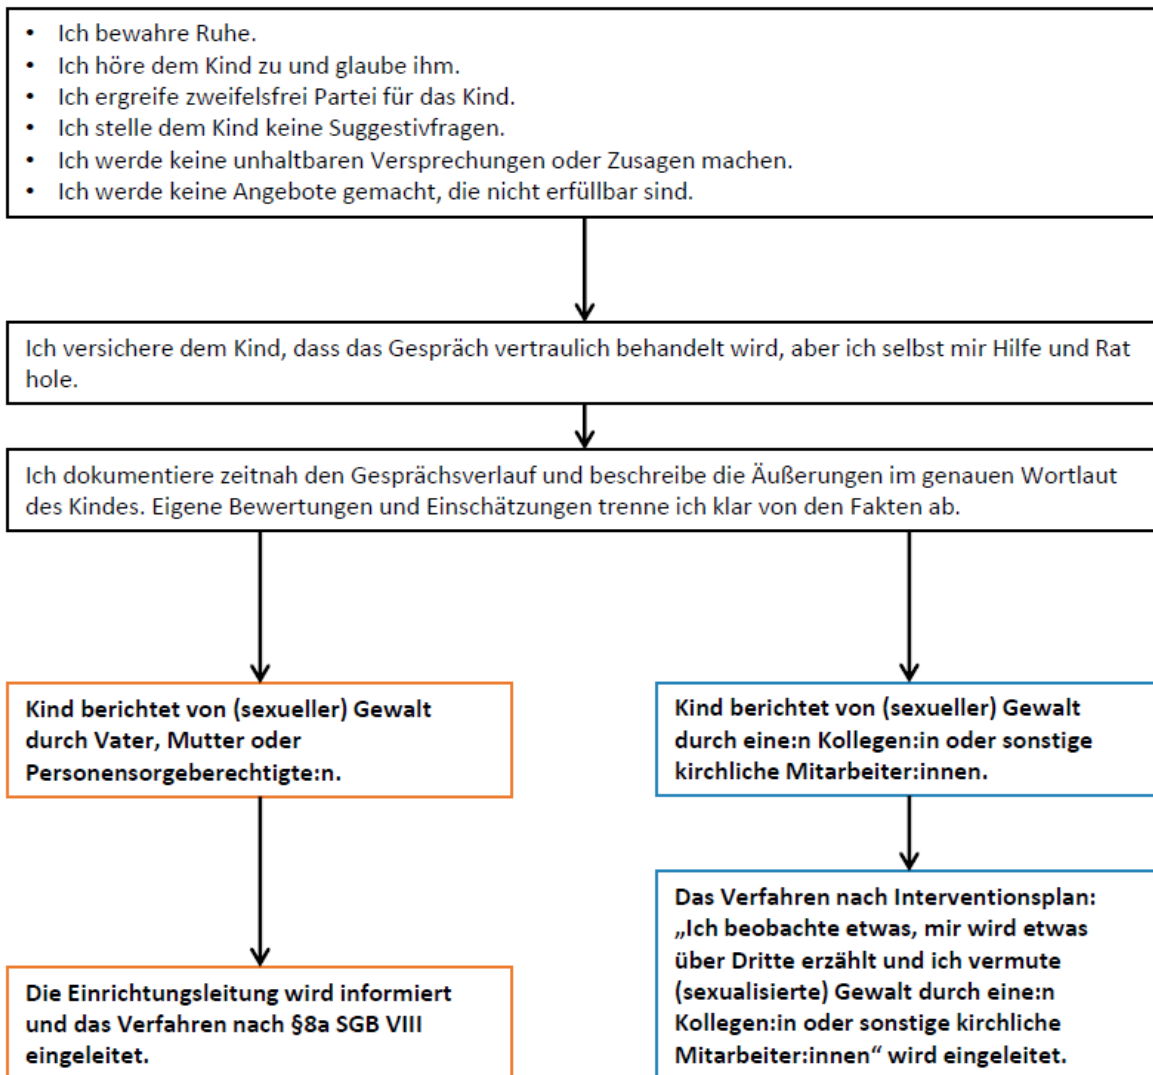 • Ich bewahre Ruhe.
• Ich höre dem Kind zu und glaube ihm.
• Ich ergreife zweifelsfrei Partei für das Kind.
• Ich stelle dem Kind keine Suggestivfragen.
• Ich werde keine unhaltbaren Versprechungen oder Zusagen machen.
• Ich werde keine Angebote gemacht, die nicht erfüllbar sind.
Ich versichere dem Kind, dass das Gespräch vertraulich behandelt wird, aber ich selbst mir Hilfe und Rat
hole.
Ich dokumentiere zeitnah den Gesprächsverlauf und beschreibe die Äußerungen im genauen Wortlaut
des Kindes. Eigene Bewertungen und Einschätzungen trenne ich klar von den Fakten ab.
Kind berichtet von (sexueller) Gewalt
durch Vater, Mutter oder
Personensorgeberechtigte:n.
Die Einrichtungsleitung wird informiert
und das Verfahren nach §8a SGB VIII
eingeleitet.
Kind berichtet von (sexueller) Gewalt
durch eine:n Kollegen:in oder sonstige
kirchliche Mitarbeiter:innen.
Das Verfahren nach Interventionsplan:
„Ich beobachte etwas, mir wird etwas
über Dritte erzählt und ich vermute
(sexualisierte) Gewalt durch eine:n
Kollegen:in oder sonstige kirchliche
Mitarbeiter:innen“ wird eingeleitet.